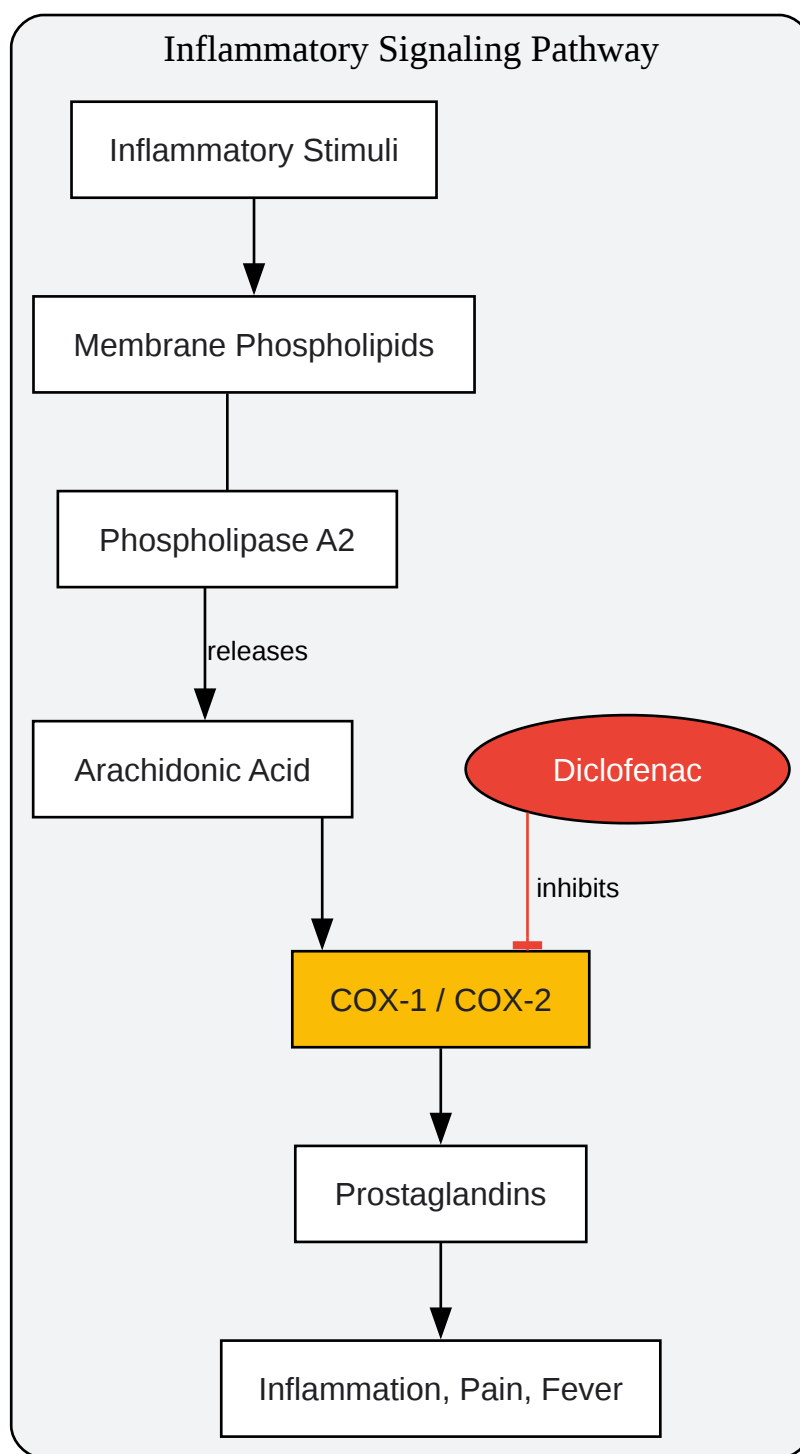 Inflammatory Signaling Pathway
Inflammatory Stimuli
Membrane Phospholipids
Phospholipase A2
releases
Arachidonic Acid
Diclofenac
inhibits
COX-1 / COX-2
Prostaglandins
Inflammation, Pain, Fever